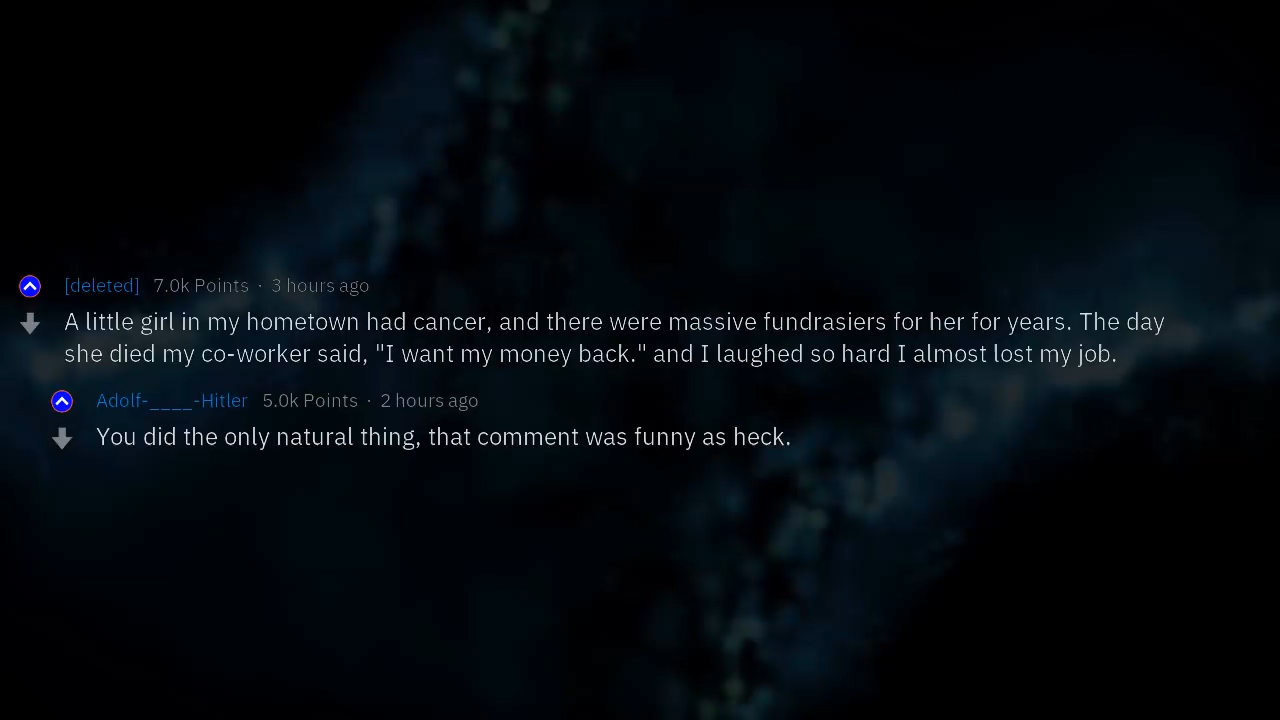 [deleted] 7.0k Points · 3 hours ago
A little girl in my hometown had cancer, and there were massive fundrasiers for her for years. The day
she died my co-worker said, "I want my money back." and I laughed so hard I almost lost my job.
Adolf-____-Hitler 5.0k Points · 2 hours ago
You did the only natural thing, that comment was funny as heck.